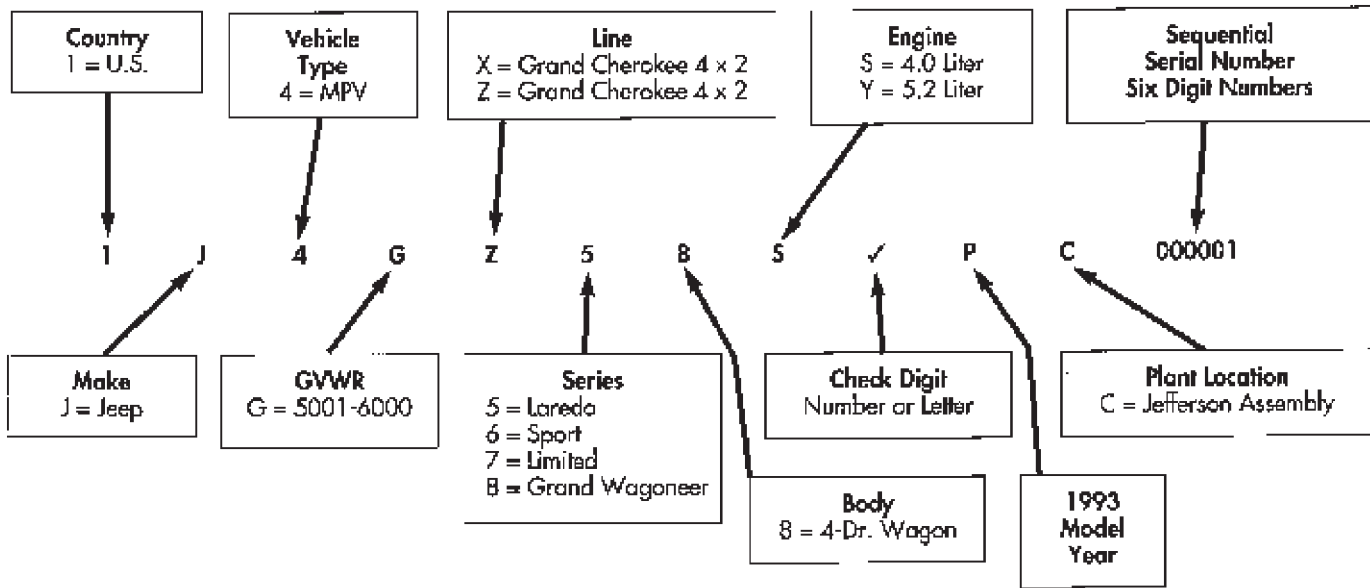 Country
1 = U.S.
Vehicle
Type
4 = MPV
Line
X = Grand Cherokee 4 x 2
Z = Grand Cherokee 4 x 2
Engine
S = 4.0 Liter
Y = 5.2 Liter
Sequential
Serial Number
Six Digit Numbers
1 J 4 G Z 5 8 S ✓ P C 000001
Make
J = Jeep
GVWR
G = 5001-6000
Series
5 = Laredo
6 = Sport
7 = Limited
8 = Grand Wagoneer
Check Digit
Number or Letter
Plant Location
C = Jefferson Assembly
Body
8 = 4-Dr. Wagon
1993
Model
Year